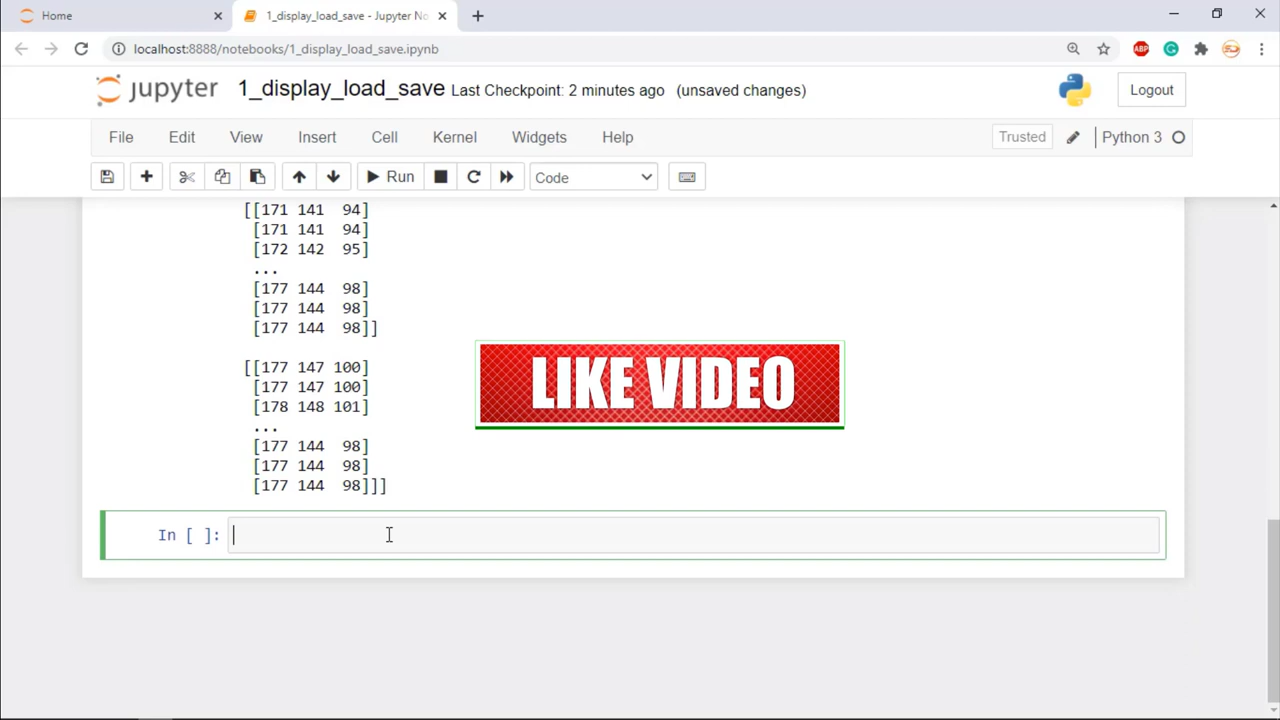 Home
1_display_load_save - Jupyter No
localhost:8888/notebooks/1_display_load_save.ipynb
ABP
jupyter 1_display_load_save Last Checkpoint: 2 minutes ago (unsaved changes)
Logout
File Edit View Insert Cell Kernel Widgets Help
Trusted Python 3
Run Code
[[171 141 94]
[171 141 94]
[172 142 95]
...
[177 144 98]
[177 144 98]
[177 144 98]]
[[177 147 100]
[177 147 100]
[178 148 101]
...
[177 144 98]
[177 144 98]
[177 144 98]]]
LIKE VIDEO
In [ ]: